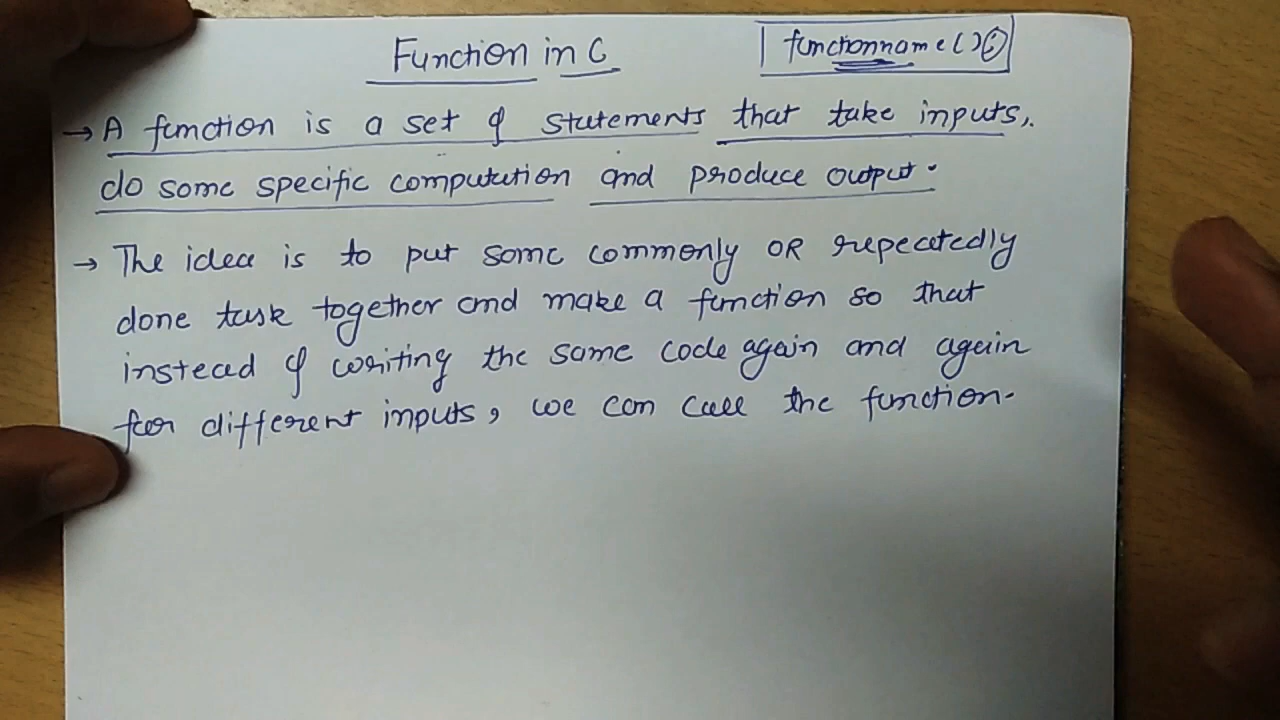 Function in C
functionname();
→ A function is a set of statements that take inputs,
do some specific computation and produce output.
→ The idea is to put some commonly OR repeatedly
done task together and make a function so that
instead of writing the same code again and again
for different inputs, we can call the function.